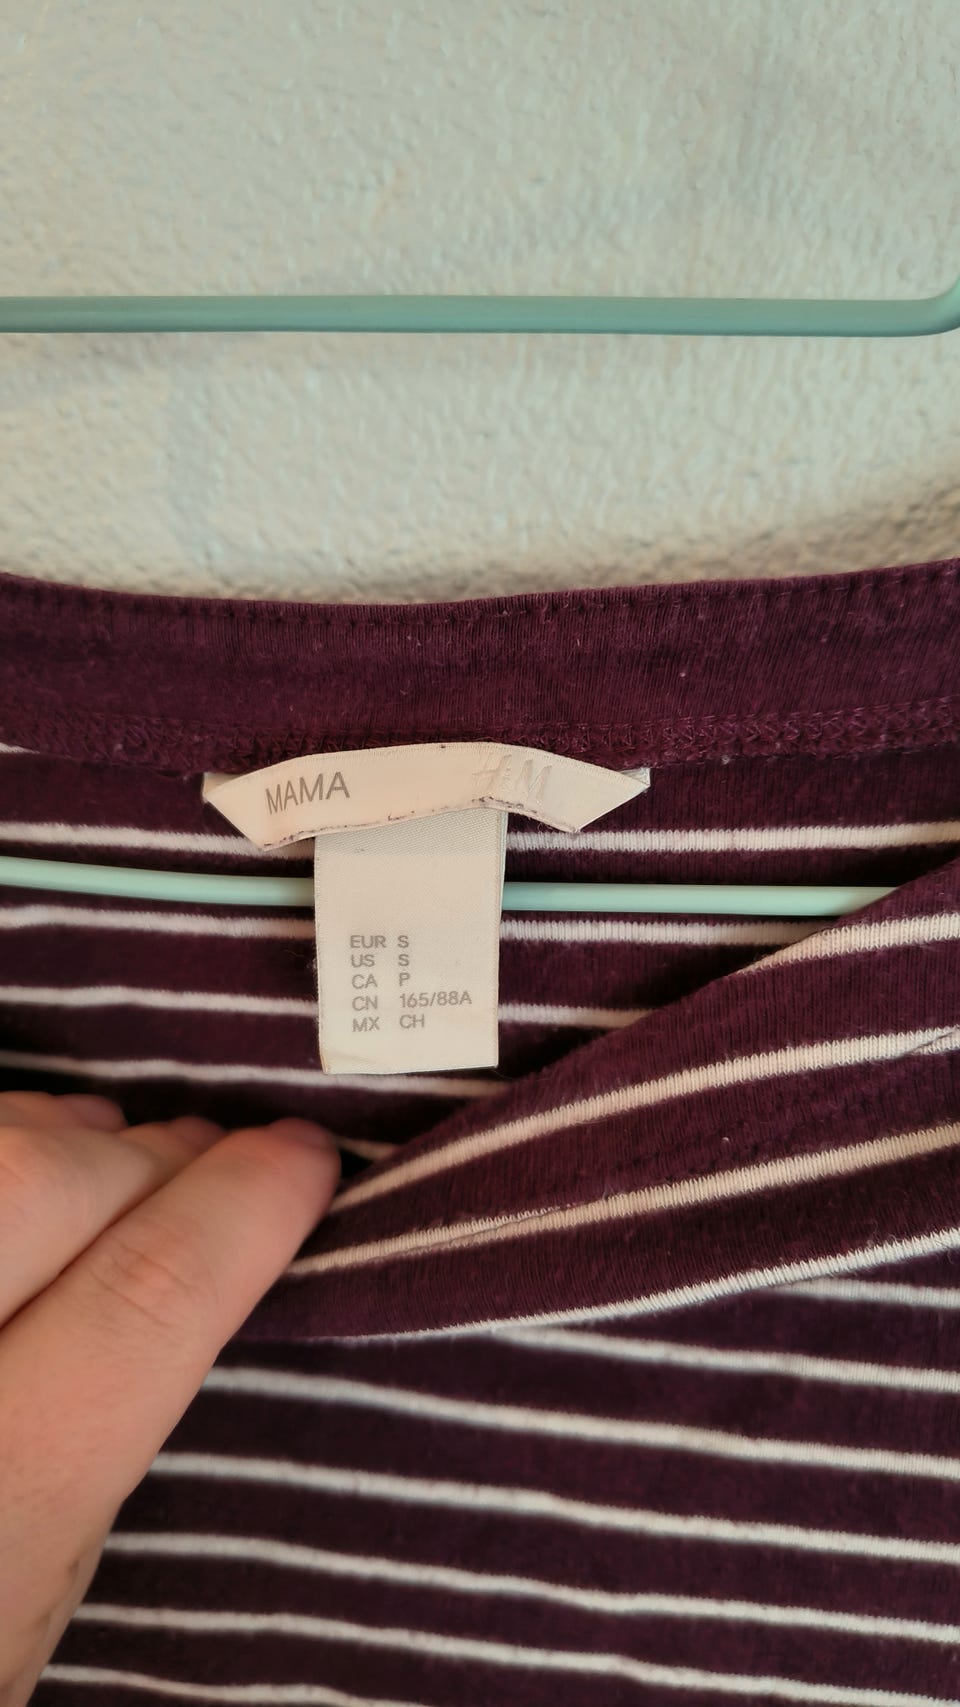 MAMA H&M
EUR S
US S
CA P
CN 165/88A
MX CH